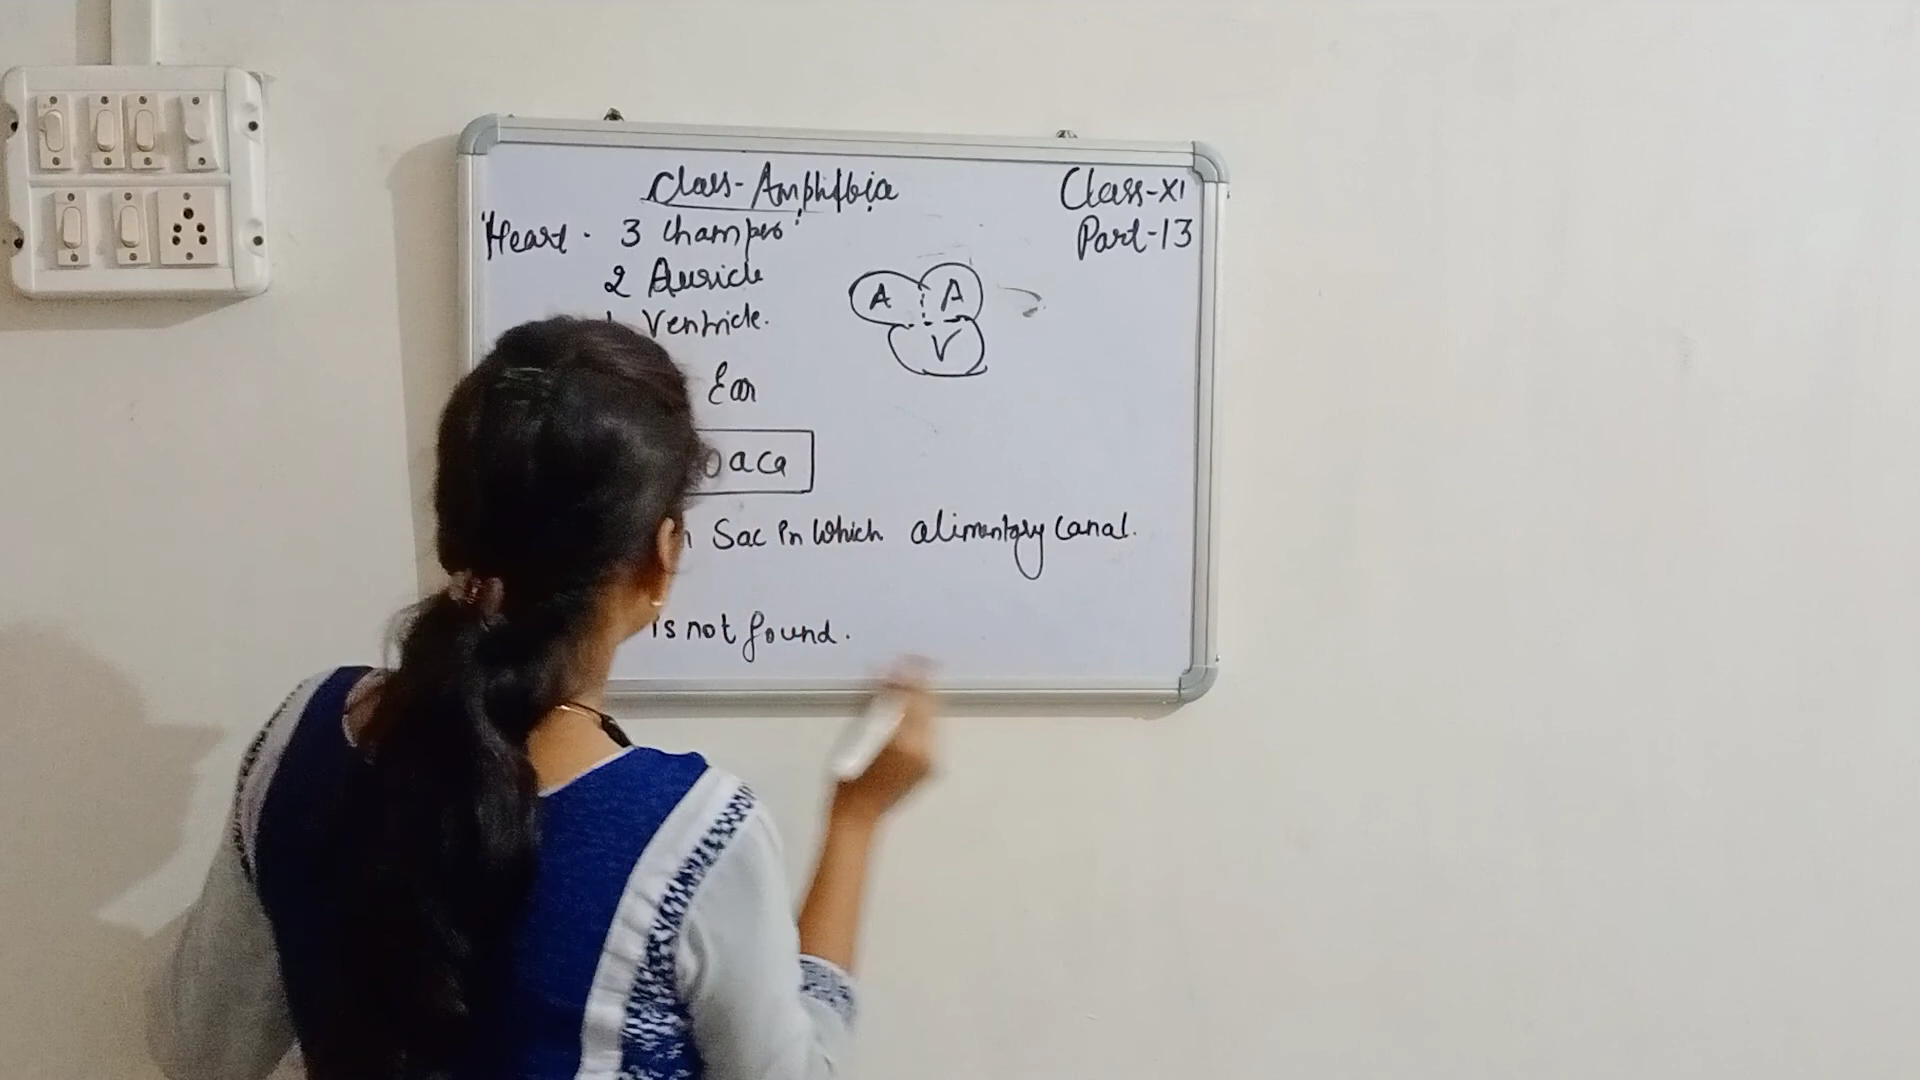 Class-Amphibia
Class-XI
Part-13
Heart. 3 Champers
2 Auricle
Ventricle.
A A
V
Ear
oaca
Sac in which alimentary canal.
is not found.